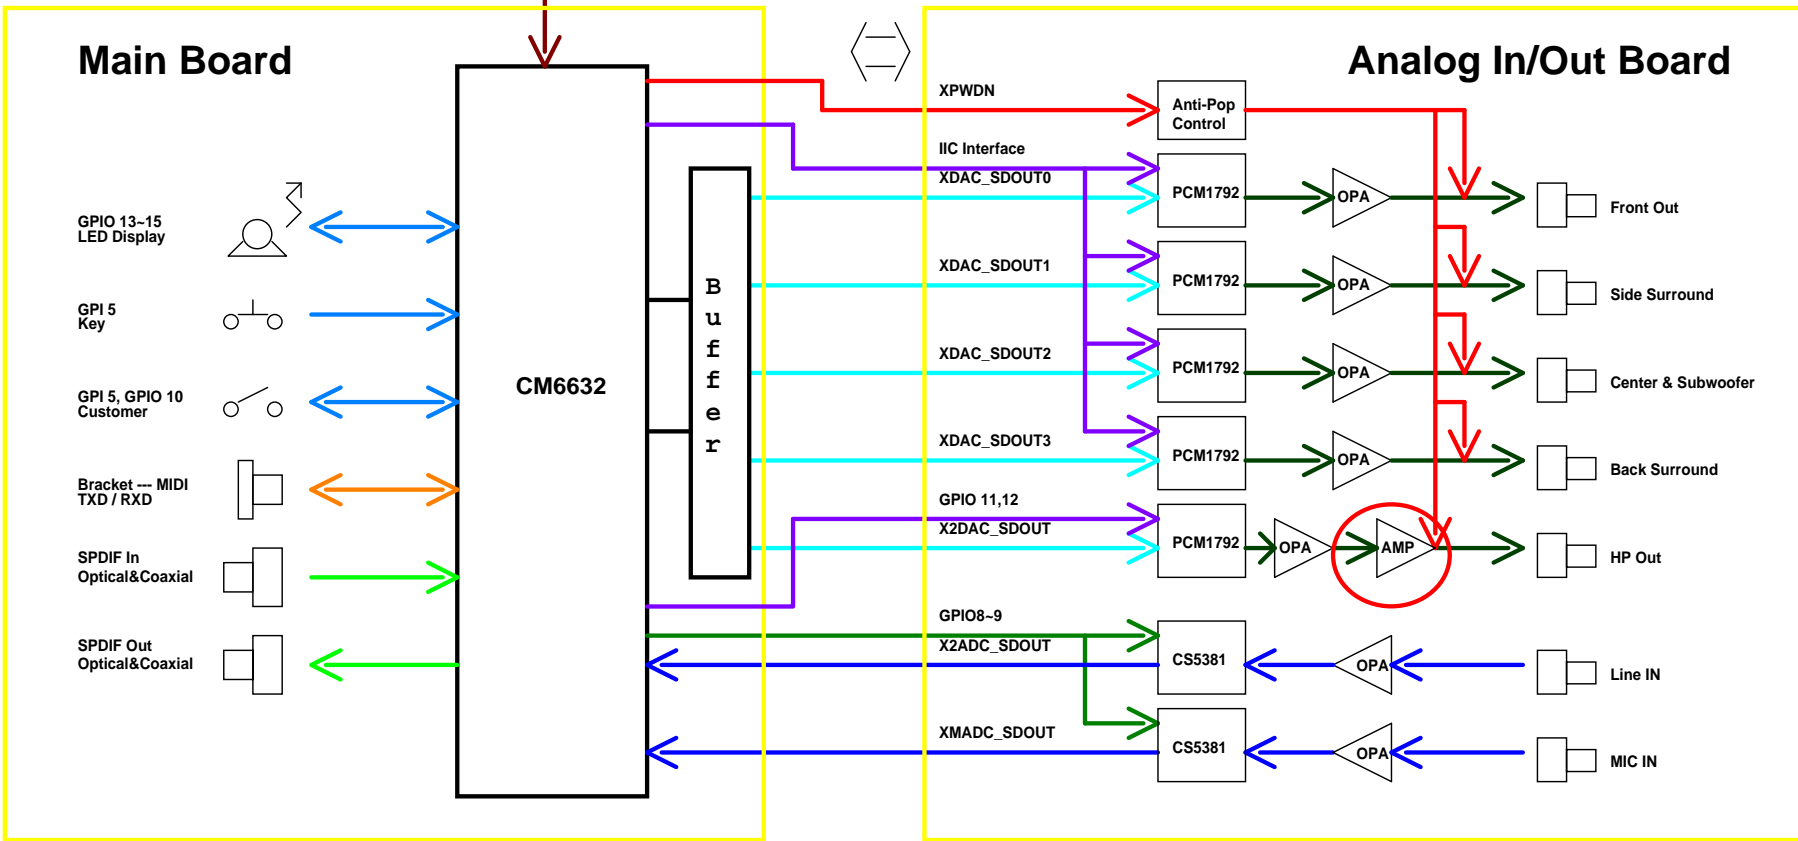 Main Board
Analog In/Out Board
GPIO 13~15
LED Display
GPI 5
Key
GPI 5, GPIO 10
Customer
Bracket --- MIDI
TXD / RXD
SPDIF In
Optical&Coaxial
SPDIF Out
Optical&Coaxial
CM6632
B
u
f
f
e
r
XPWDN
Anti-Pop
Control
IIC Interface
XDAC_SDOUT0
PCM1792
OPA
Front Out
XDAC_SDOUT1
PCM1792
OPA
Side Surround
XDAC_SDOUT2
PCM1792
OPA
Center & Subwoofer
XDAC_SDOUT3
PCM1792
OPA
Back Surround
GPIO 11,12
X2DAC_SDOUT
PCM1792
OPA
AMP
HP Out
GPIO8~9
X2ADC_SDOUT
CS5381
OPA
Line IN
XMADC_SDOUT
CS5381
OPA
MIC IN